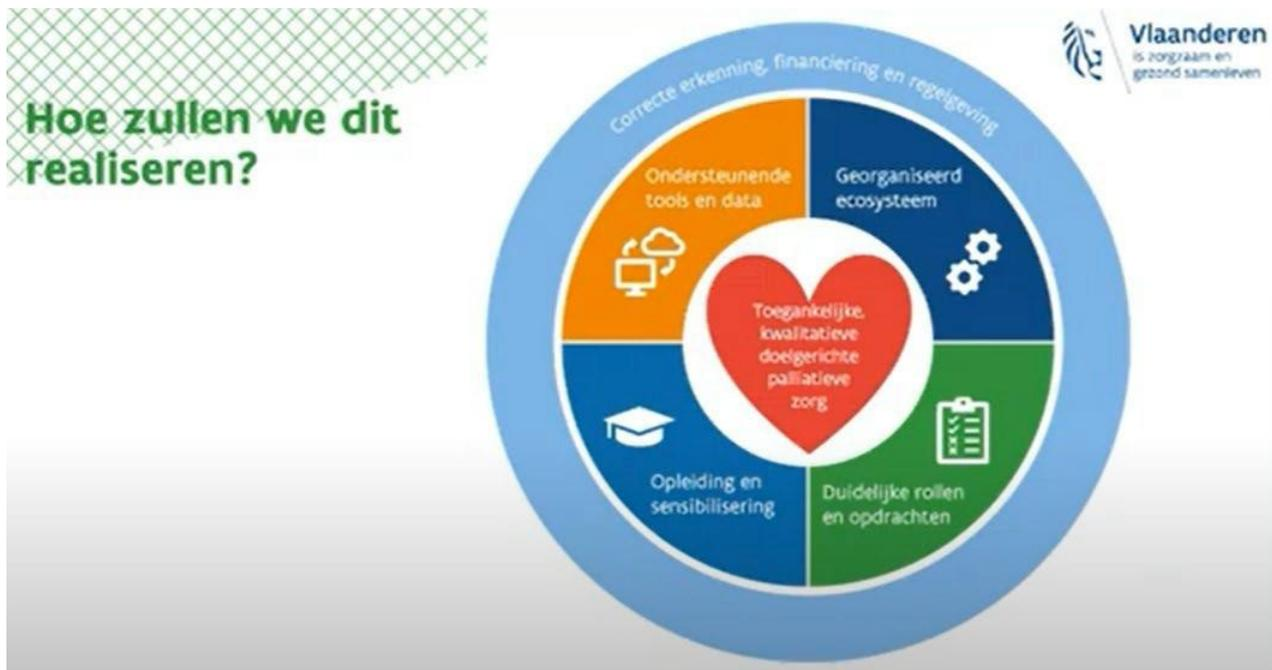 Hoe zullen we dit
realiseren?
Vlaanderen
is zorgzaam en
gezond samenleven
Correcte erkenning, financiering en regelgeving
Ondersteunende
tools en data
Georganiseerd
ecosysteem
Toegankelijke,
kwalitatieve
doelgerichte
palliatieve
zorg
Opleiding en
sensibilisering
Duidelijke rollen
en opdrachten